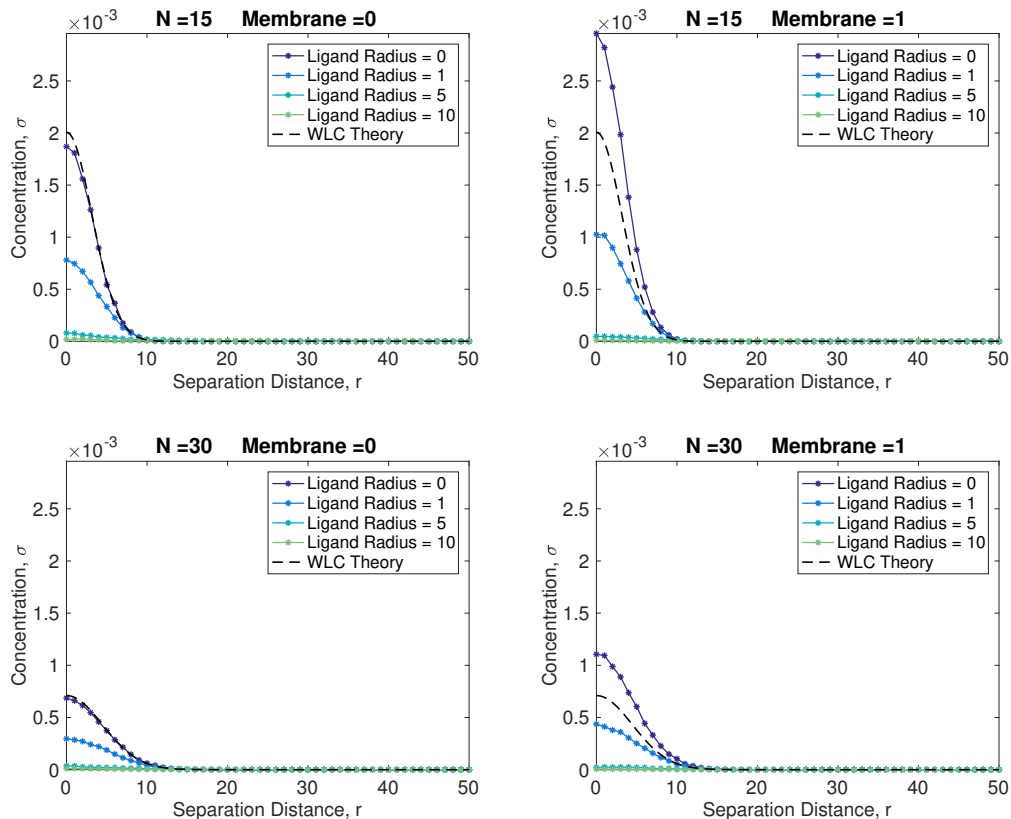 ×10⁻³
N =15 Membrane =0
Concentration, σ
2.5
2
1.5
1
0.5
0
Ligand Radius = 0
Ligand Radius = 1
Ligand Radius = 5
Ligand Radius = 10
WLC Theory
0 10 20 30 40 50
Separation Distance, r
×10⁻³
N =15 Membrane =1
Concentration, σ
2.5
2
1.5
1
0.5
0
Ligand Radius = 0
Ligand Radius = 1
Ligand Radius = 5
Ligand Radius = 10
WLC Theory
0 10 20 30 40 50
Separation Distance, r
×10⁻³
N =30 Membrane =0
Concentration, σ
2.5
2
1.5
1
0.5
0
Ligand Radius = 0
Ligand Radius = 1
Ligand Radius = 5
Ligand Radius = 10
WLC Theory
0 10 20 30 40 50
Separation Distance, r
×10⁻³
N =30 Membrane =1
Concentration, σ
2.5
2
1.5
1
0.5
0
Ligand Radius = 0
Ligand Radius = 1
Ligand Radius = 5
Ligand Radius = 10
WLC Theory
0 10 20 30 40 50
Separation Distance, r